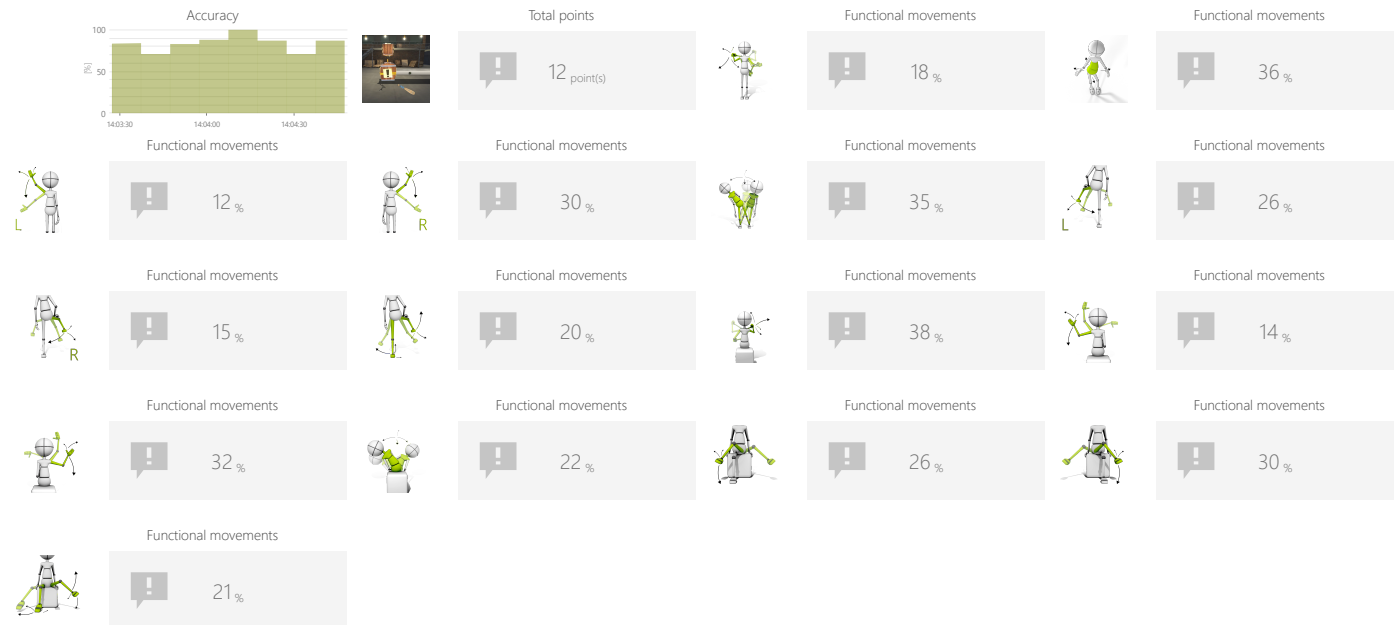 Accuracy
100
50
0
[%]
14:03:30 14:04:00 14:04:30
Total points
12 point(s)
Functional movements
18 %
Functional movements
36 %
Functional movements
L
12 %
Functional movements
R
30 %
Functional movements
35 %
Functional movements
L
26 %
Functional movements
R
15 %
Functional movements
20 %
Functional movements
38 %
Functional movements
14 %
Functional movements
32 %
Functional movements
22 %
Functional movements
26 %
Functional movements
30 %
Functional movements
21 %